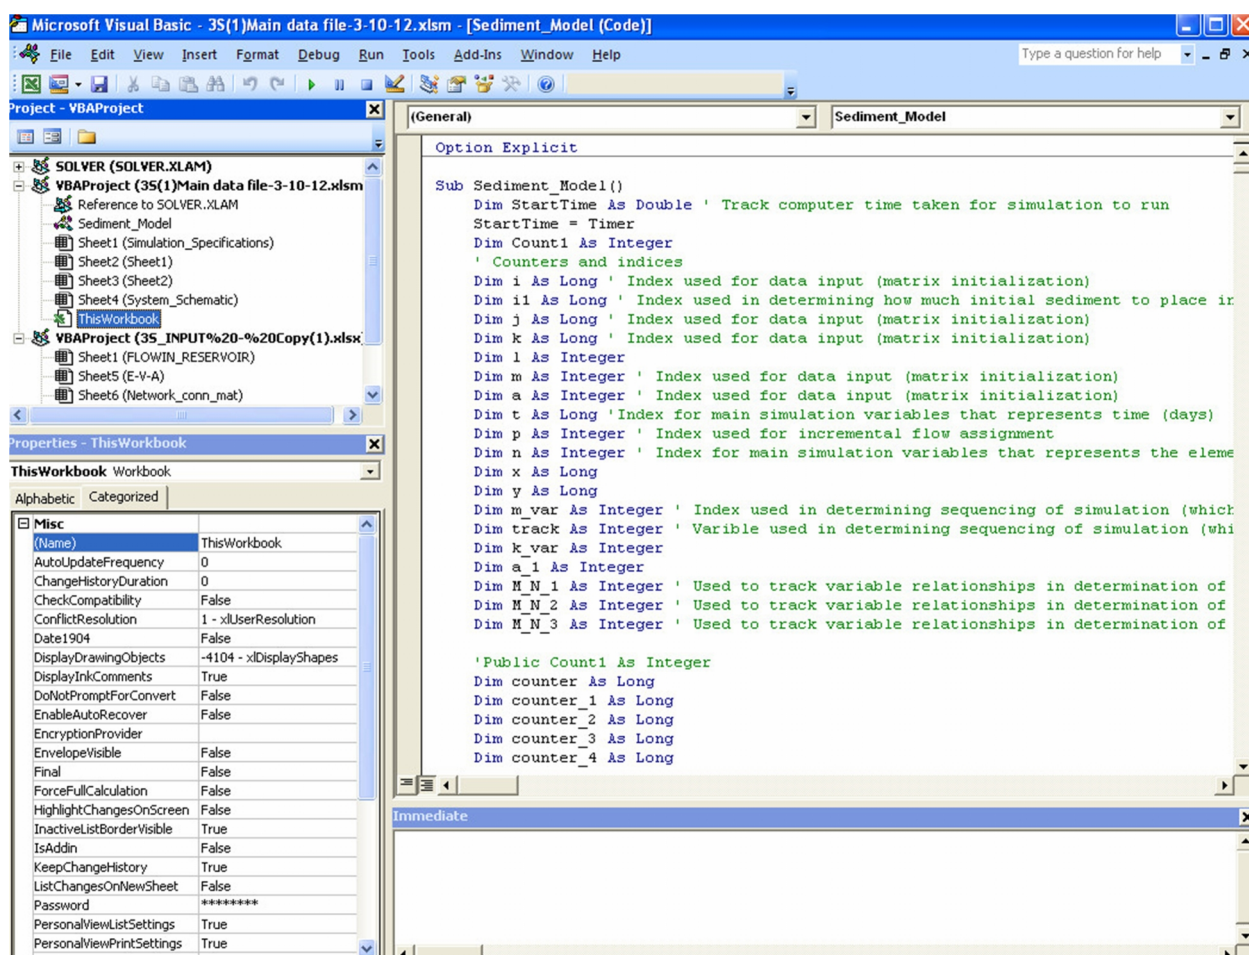 Microsoft Visual Basic - 3S(1)Main data file-3-10-12.xlsm - [Sediment_Model (Code)]
File Edit View Insert Format Debug Run Tools Add-Ins Window Help
Type a question for help
Project - VBAProject
SOLVER (SOLVER.XLAM)
VBAProject (3S(1)Main data file-3-10-12.xlsm
Reference to SOLVER.XLAM
Sediment_Model
Sheet1 (Simulation_Specifications)
Sheet2 (Sheet1)
Sheet3 (Sheet2)
Sheet4 (System_Schematic)
ThisWorkbook
VBAProject (3S_INPUT%20-%20Copy(1).xlsx
Sheet1 (FLOWIN_RESERVOIR)
Sheet5 (E-V-A)
Sheet6 (Network_conn_mat)
Properties - ThisWorkbook
ThisWorkbook Workbook
Alphabetic Categorized
Misc
(Name) ThisWorkbook
AutoUpdateFrequency 0
ChangeHistoryDuration 0
CheckCompatibility False
ConflictResolution 1 - xlUserResolution
Date1904 False
DisplayDrawingObjects -4104 - xlDisplayShapes
DisplayInkComments True
DoNotPromptForConvert False
EnableAutoRecover False
EncryptionProvider
EnvelopeVisible False
Final False
ForceFullCalculation False
HighlightChangesOnScreen False
InactiveListBorderVisible True
IsAddin False
KeepChangeHistory True
ListChangesOnNewSheet False
Password ********
PersonalViewListSettings True
PersonalViewPrintSettings True
(General) Sediment_Model
Option Explicit
Sub Sediment_Model()
Dim StartTime As Double ' Track computer time taken for simulation to run
StartTime = Timer
Dim Count1 As Integer
' Counters and indices
Dim i As Long ' Index used for data input (matrix initialization)
Dim i1 As Long ' Index used in determining how much initial sediment to place in
Dim j As Long ' Index used for data input (matrix initialization)
Dim k As Long ' Index used for data input (matrix initialization)
Dim l As Integer
Dim m As Integer ' Index used for data input (matrix initialization)
Dim a As Integer ' Index used for data input (matrix initialization)
Dim t As Long 'Index for main simulation variables that represents time (days)
Dim p As Integer ' Index used for incremental flow assignment
Dim n As Integer ' Index for main simulation variables that represents the eleme
Dim x As Long
Dim y As Long
Dim m_var As Integer ' Index used in determining sequencing of simulation (which
Dim track As Integer ' Varible used in determining sequencing of simulation (whi
Dim k_var As Integer
Dim a_1 As Integer
Dim M_N_1 As Integer ' Used to track variable relationships in determination of
Dim M_N_2 As Integer ' Used to track variable relationships in determination of
Dim M_N_3 As Integer ' Used to track variable relationships in determination of
'Public Count1 As Integer
Dim counter As Long
Dim counter_1 As Long
Dim counter_2 As Long
Dim counter_3 As Long
Dim counter_4 As Long
Immediate